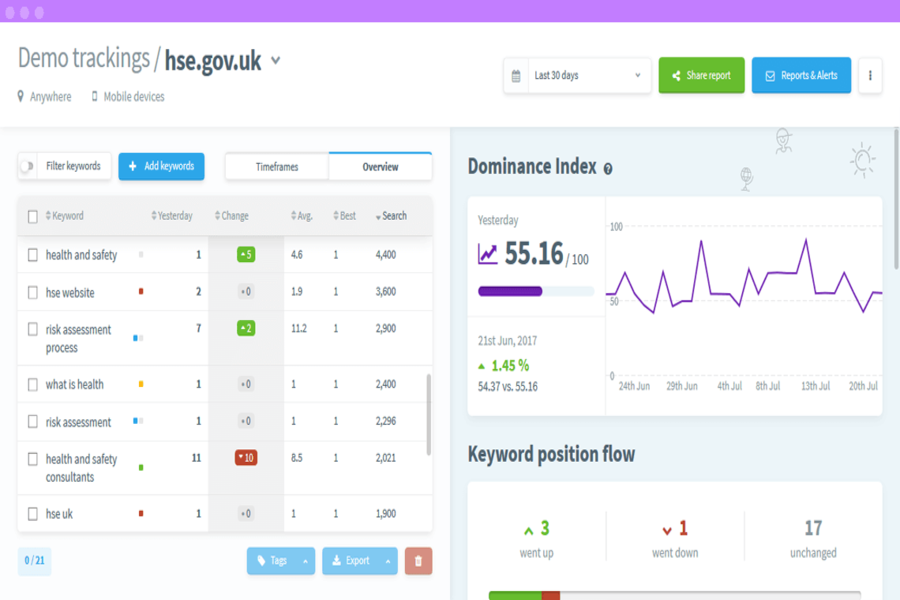 Demo trackings / hse.gov.uk
Anywhere Mobile devices
Last 30 days Share report Reports & Alerts
Filter keywords + Add keywords Timeframes Overview
Keyword Yesterday Change Avg. Best Search
health and safety 1 5 4.6 1 4,400
hse website 2 0 1.9 1 3,600
risk assessment process 7 2 11.2 1 2,900
what is health 1 0 1 1 2,400
risk assessment 1 0 1 1 2,296
health and safety consultants 11 10 8.5 1 2,021
hse uk 1 0 1 1 1,900
0 / 21 Tags Export
Dominance Index ?
Yesterday
55.16 / 100
21st Jun, 2017
1.45 %
54.37 vs. 55.16
100
50
0
24th Jun 29th Jun 4th Jul 8th Jul 13th Jul 20th Jul
Keyword position flow
3 1 17
went up went down unchanged